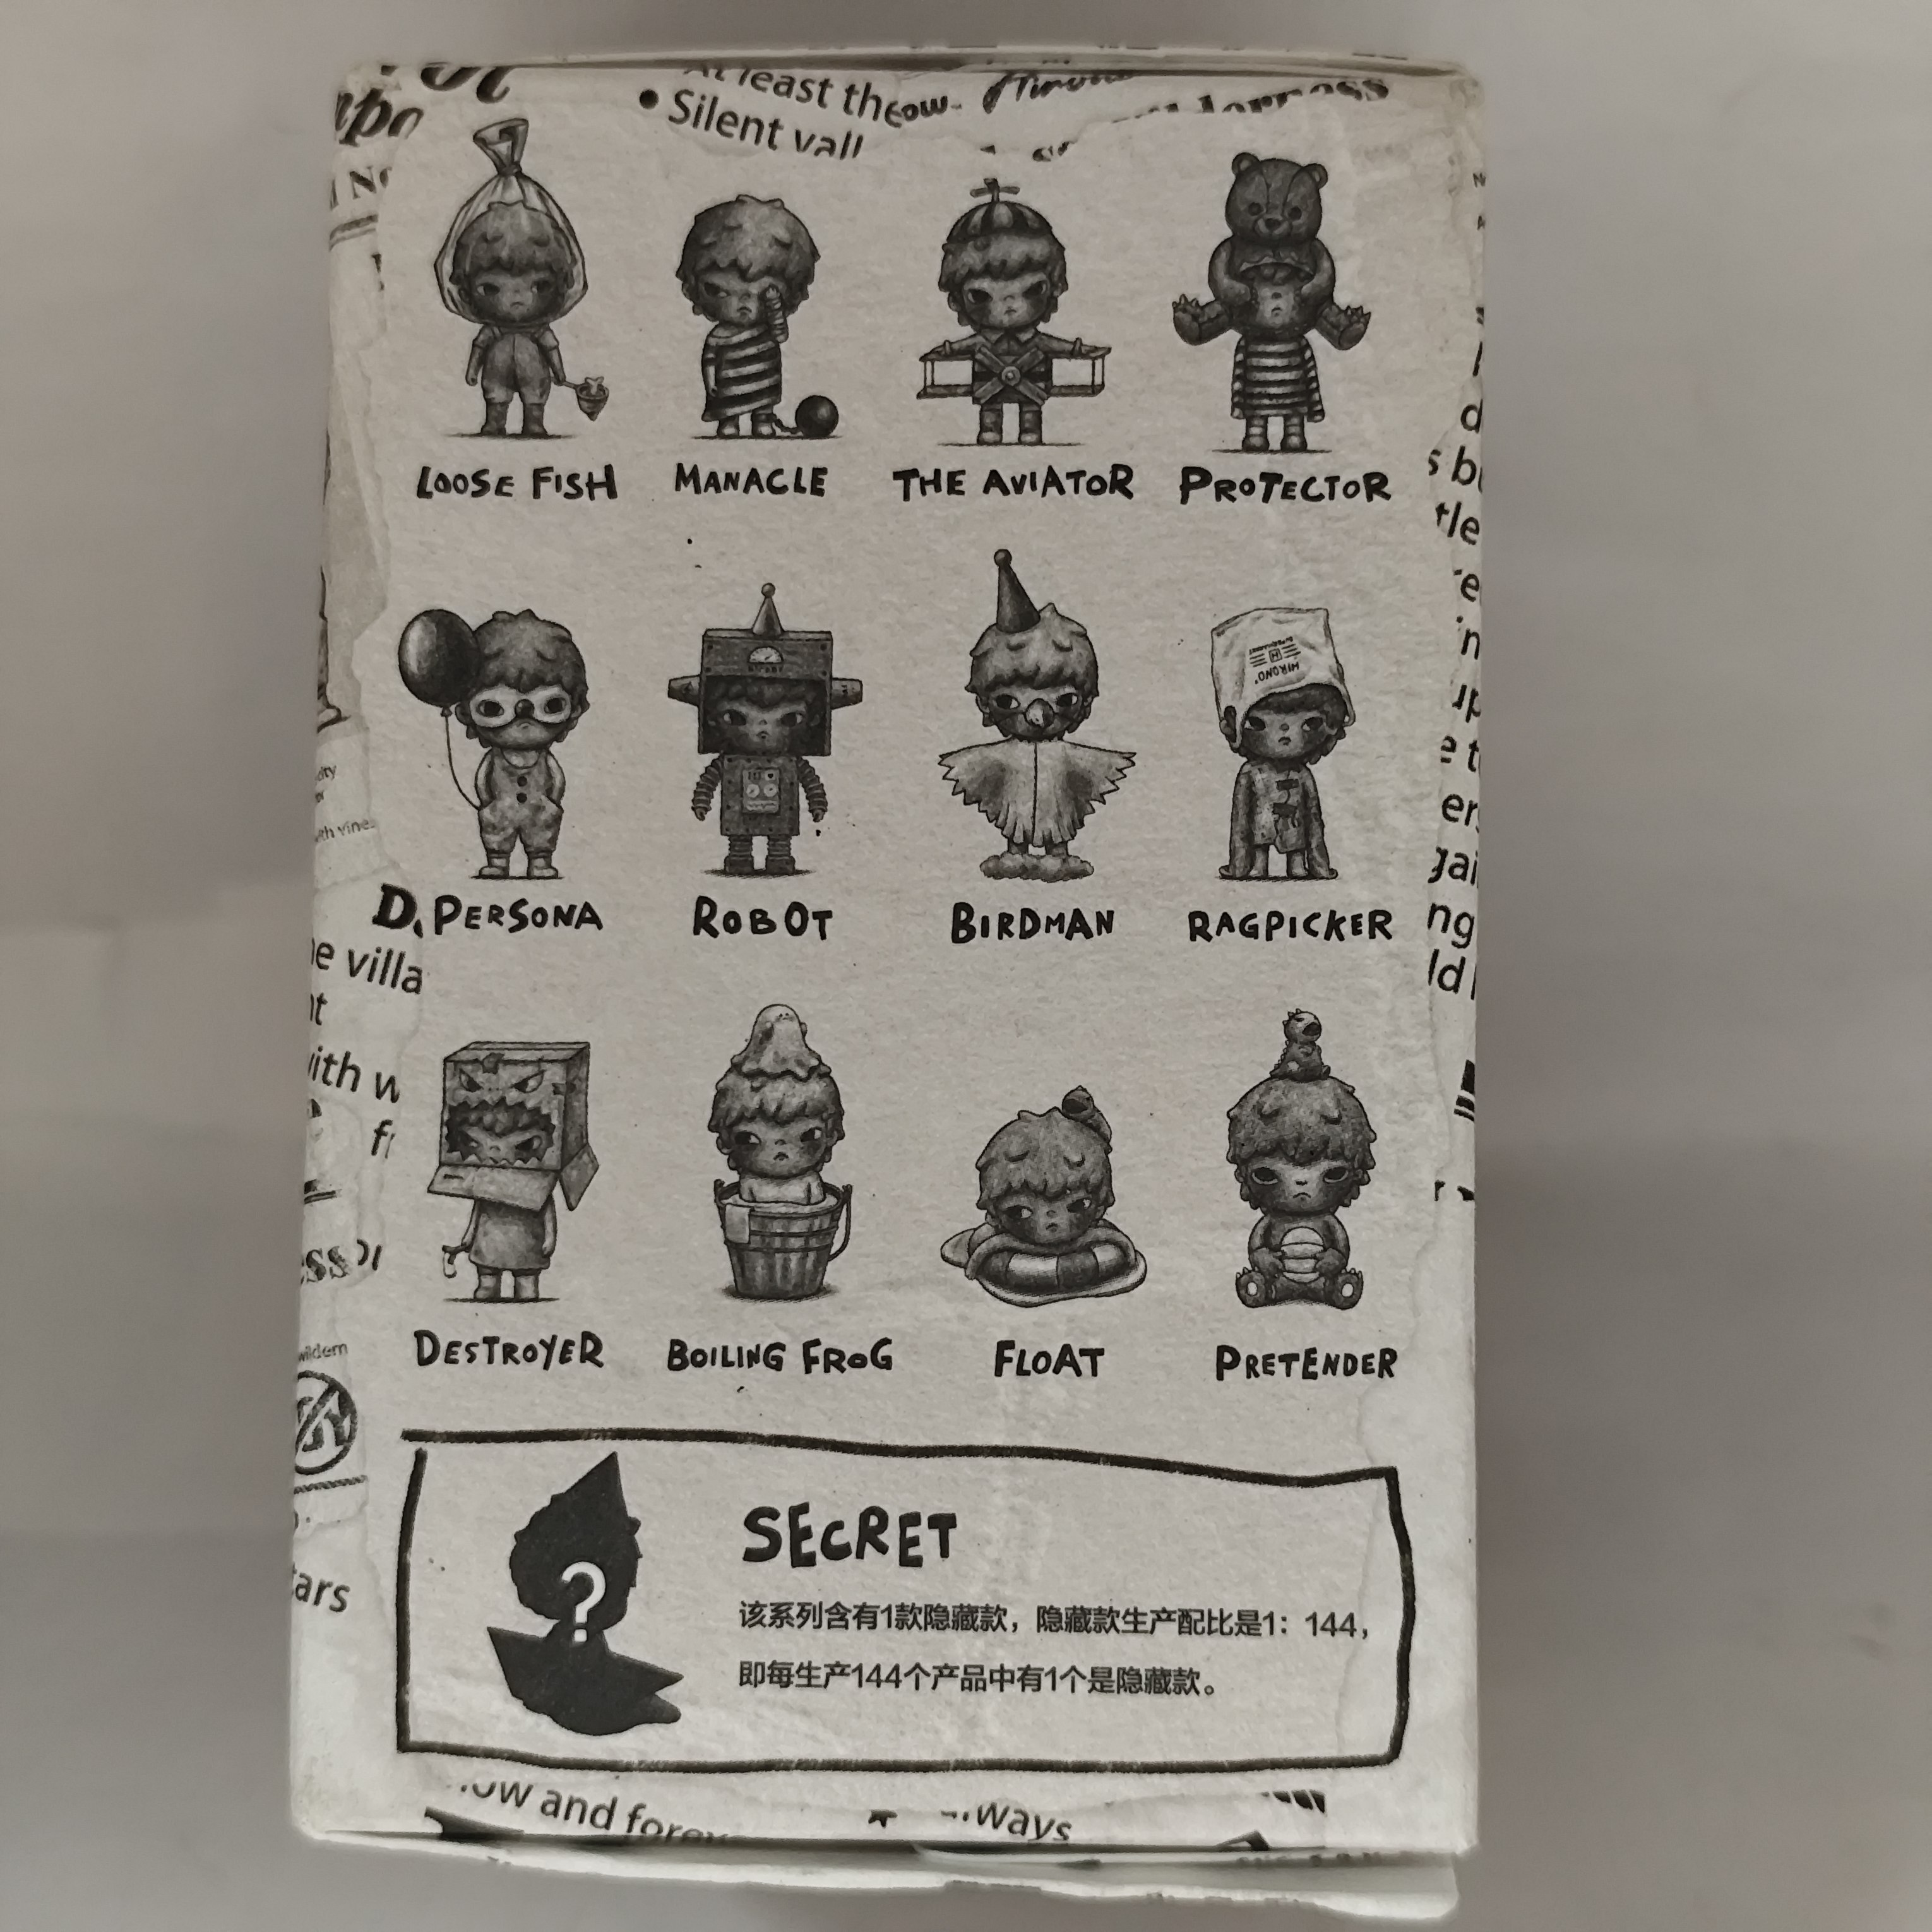 At least the
• Silent vall
LOOSE FISH
MANACLE
THE AVIATOR
PROTECTOR
HIRONO
PERSONA
ROBOT
BIRDMAN
RAGPICKER
D
e villa
ith w
DESTROYER
BOILING FROG
FLOAT
PRETENDER
?
SECRET
该系列含有1款隐藏款，隐藏款生产配比是1：144，
即每生产144个产品中有1个是隐藏款。
tars
ow and forev
ways